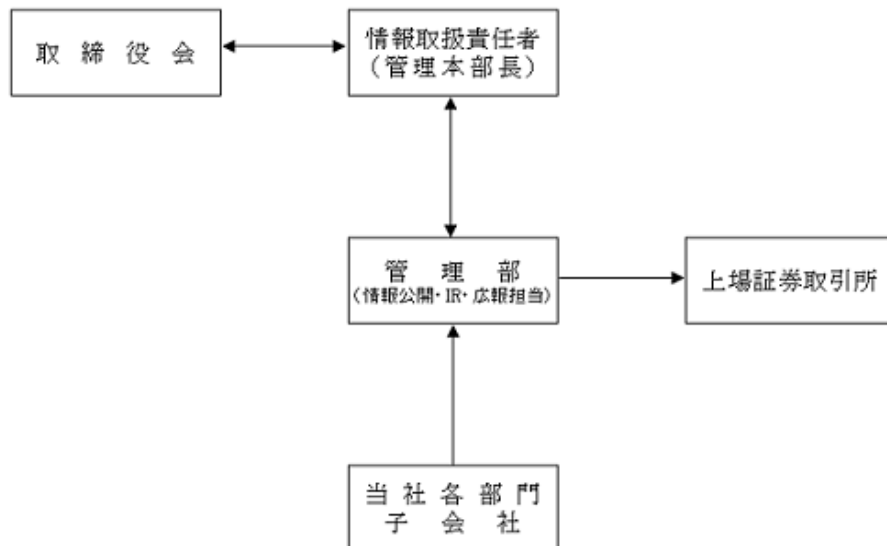 取締役会
情報取扱責任者
（管理本部長）
管理部
（情報公開・IR・広報担当）
上場証券取引所
当社各部門
子会社